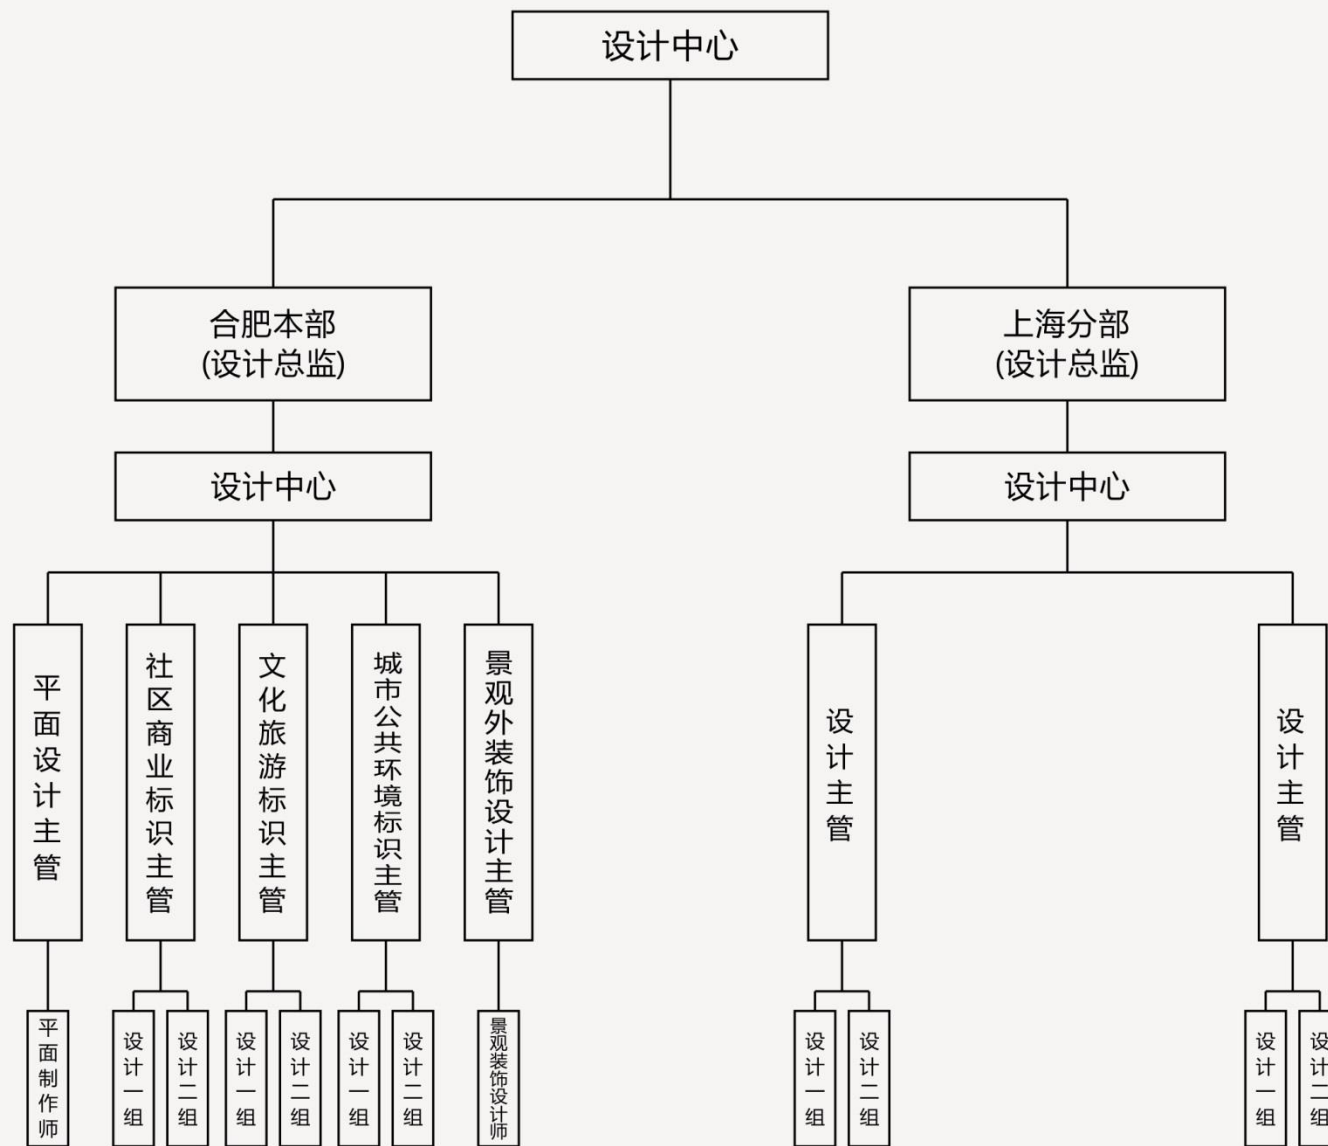 设计中心
合肥本部
(设计总监)
上海分部
(设计总监)
设计中心
设计中心
平面设计主管
社区商业标识主管
文化旅游标识主管
城市公共环境标识主管
景观外装饰设计主管
设计主管
设计主管
平面制作师
设计一组
设计二组
设计一组
设计二组
设计一组
设计二组
景观装饰设计师
设计一组
设计二组
设计一组
设计二组